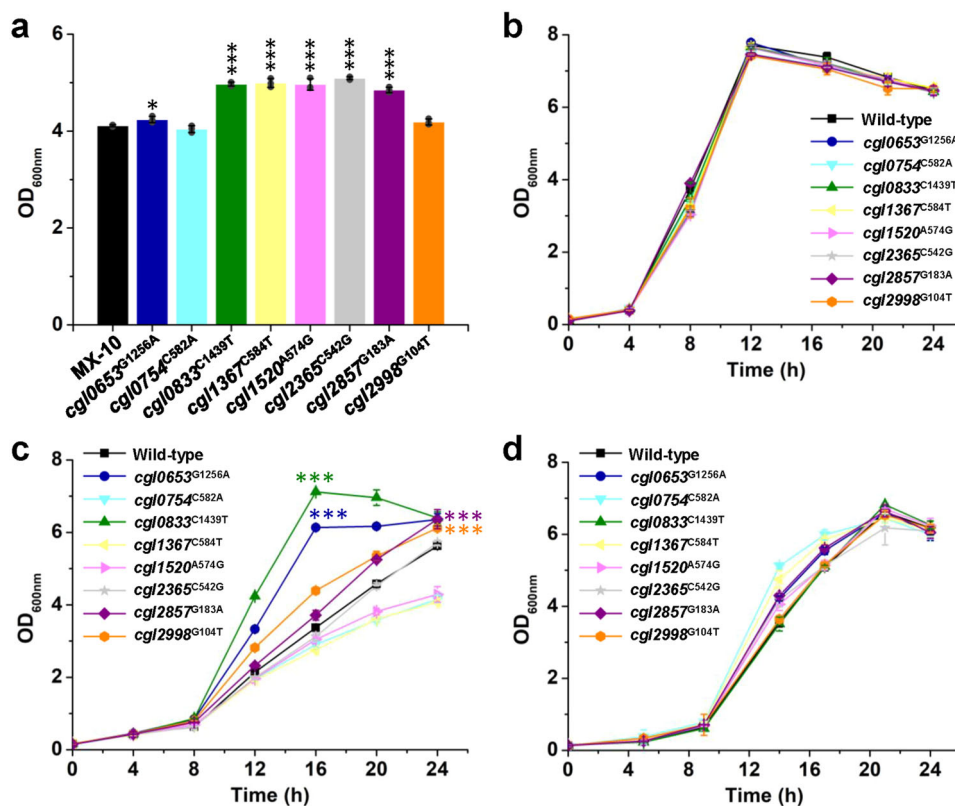 a
6
4
2
0
OD600nm
*
***
***
***
***
***
MX-10
cgl0653G1256A
cgl0754C582A
cgl0833C1439T
cgl1367C584T
cgl1520A574G
cgl2365C542G
cgl2857G183A
cgl2998G104T
b
8
6
4
2
0
OD600nm
Wild-type
cgl0653G1256A
cgl0754C582A
cgl0833C1439T
cgl1367C584T
cgl1520A574G
cgl2365C542G
cgl2857G183A
cgl2998G104T
0 4 8 12 16 20 24
Time (h)
c
8
6
4
2
0
OD600nm
Wild-type
cgl0653G1256A
cgl0754C582A
cgl0833C1439T
cgl1367C584T
cgl1520A574G
cgl2365C542G
cgl2857G183A
cgl2998G104T
***
***
***
***
0 4 8 12 16 20 24
Time (h)
d
8
6
4
2
0
OD600nm
Wild-type
cgl0653G1256A
cgl0754C582A
cgl0833C1439T
cgl1367C584T
cgl1520A574G
cgl2365C542G
cgl2857G183A
cgl2998G104T
0 4 8 12 16 20 24
Time (h)